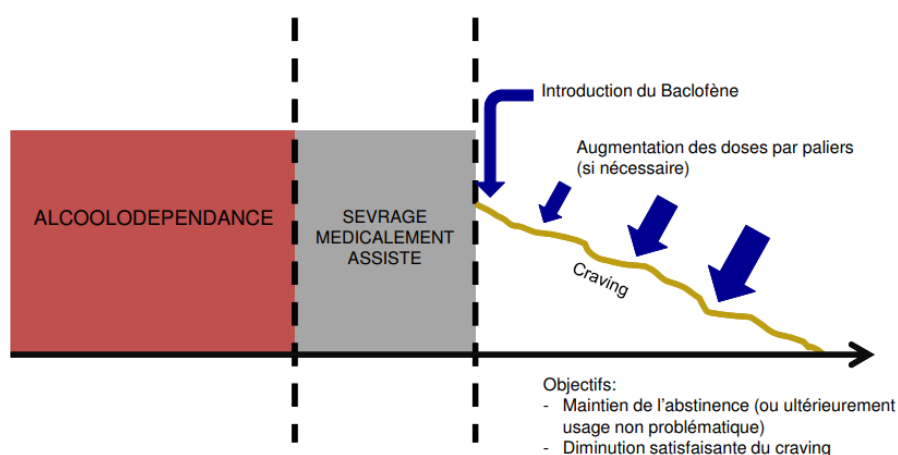 Introduction du Baclofène
Augmentation des doses par paliers
(si nécessaire)
ALCOOLODEPENDANCE
SEVRAGE
MEDICALEMENT
ASSISTE
Craving
Objectifs:
- Maintien de l'abstinence (ou ultérieurement
usage non problématique)
- Diminution satisfaisante du craving